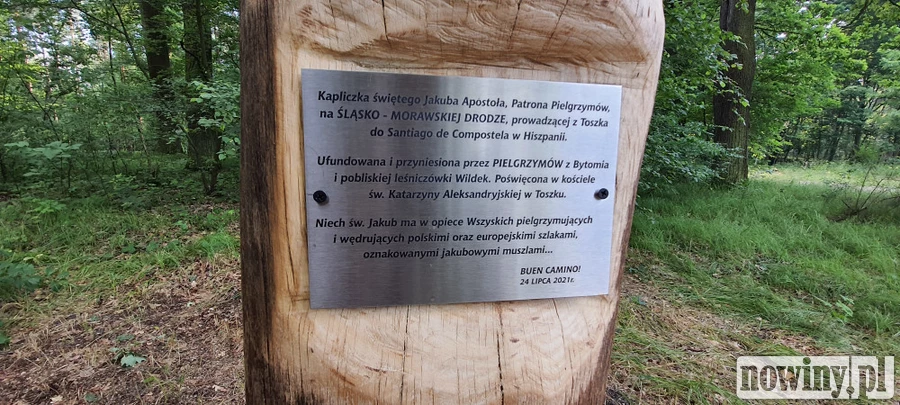 Kapliczka świętego Jakuba Apostoła, Patrona Pielgrzymów,
na ŚLĄSKO - MORAWSKIEJ DRODZE, prowadzącej z Toszka
do Santiago de Compostela w Hiszpanii.
Ufundowana i przyniesiona przez PIELGRZYMÓW z Bytomia
i pobliskiej leśniczówki Wildek. Poświęcona w kościele
św. Katarzyny Aleksandryjskiej w Toszku.
Niech św. Jakub ma w opiece Wszyskich pielgrzymujących
i wędrujących polskimi oraz europejskimi szlakami,
oznakowanymi jakubowymi muszlami...
BUEN CAMINO!
24 LIPCA 2021r.
nowiny.pl